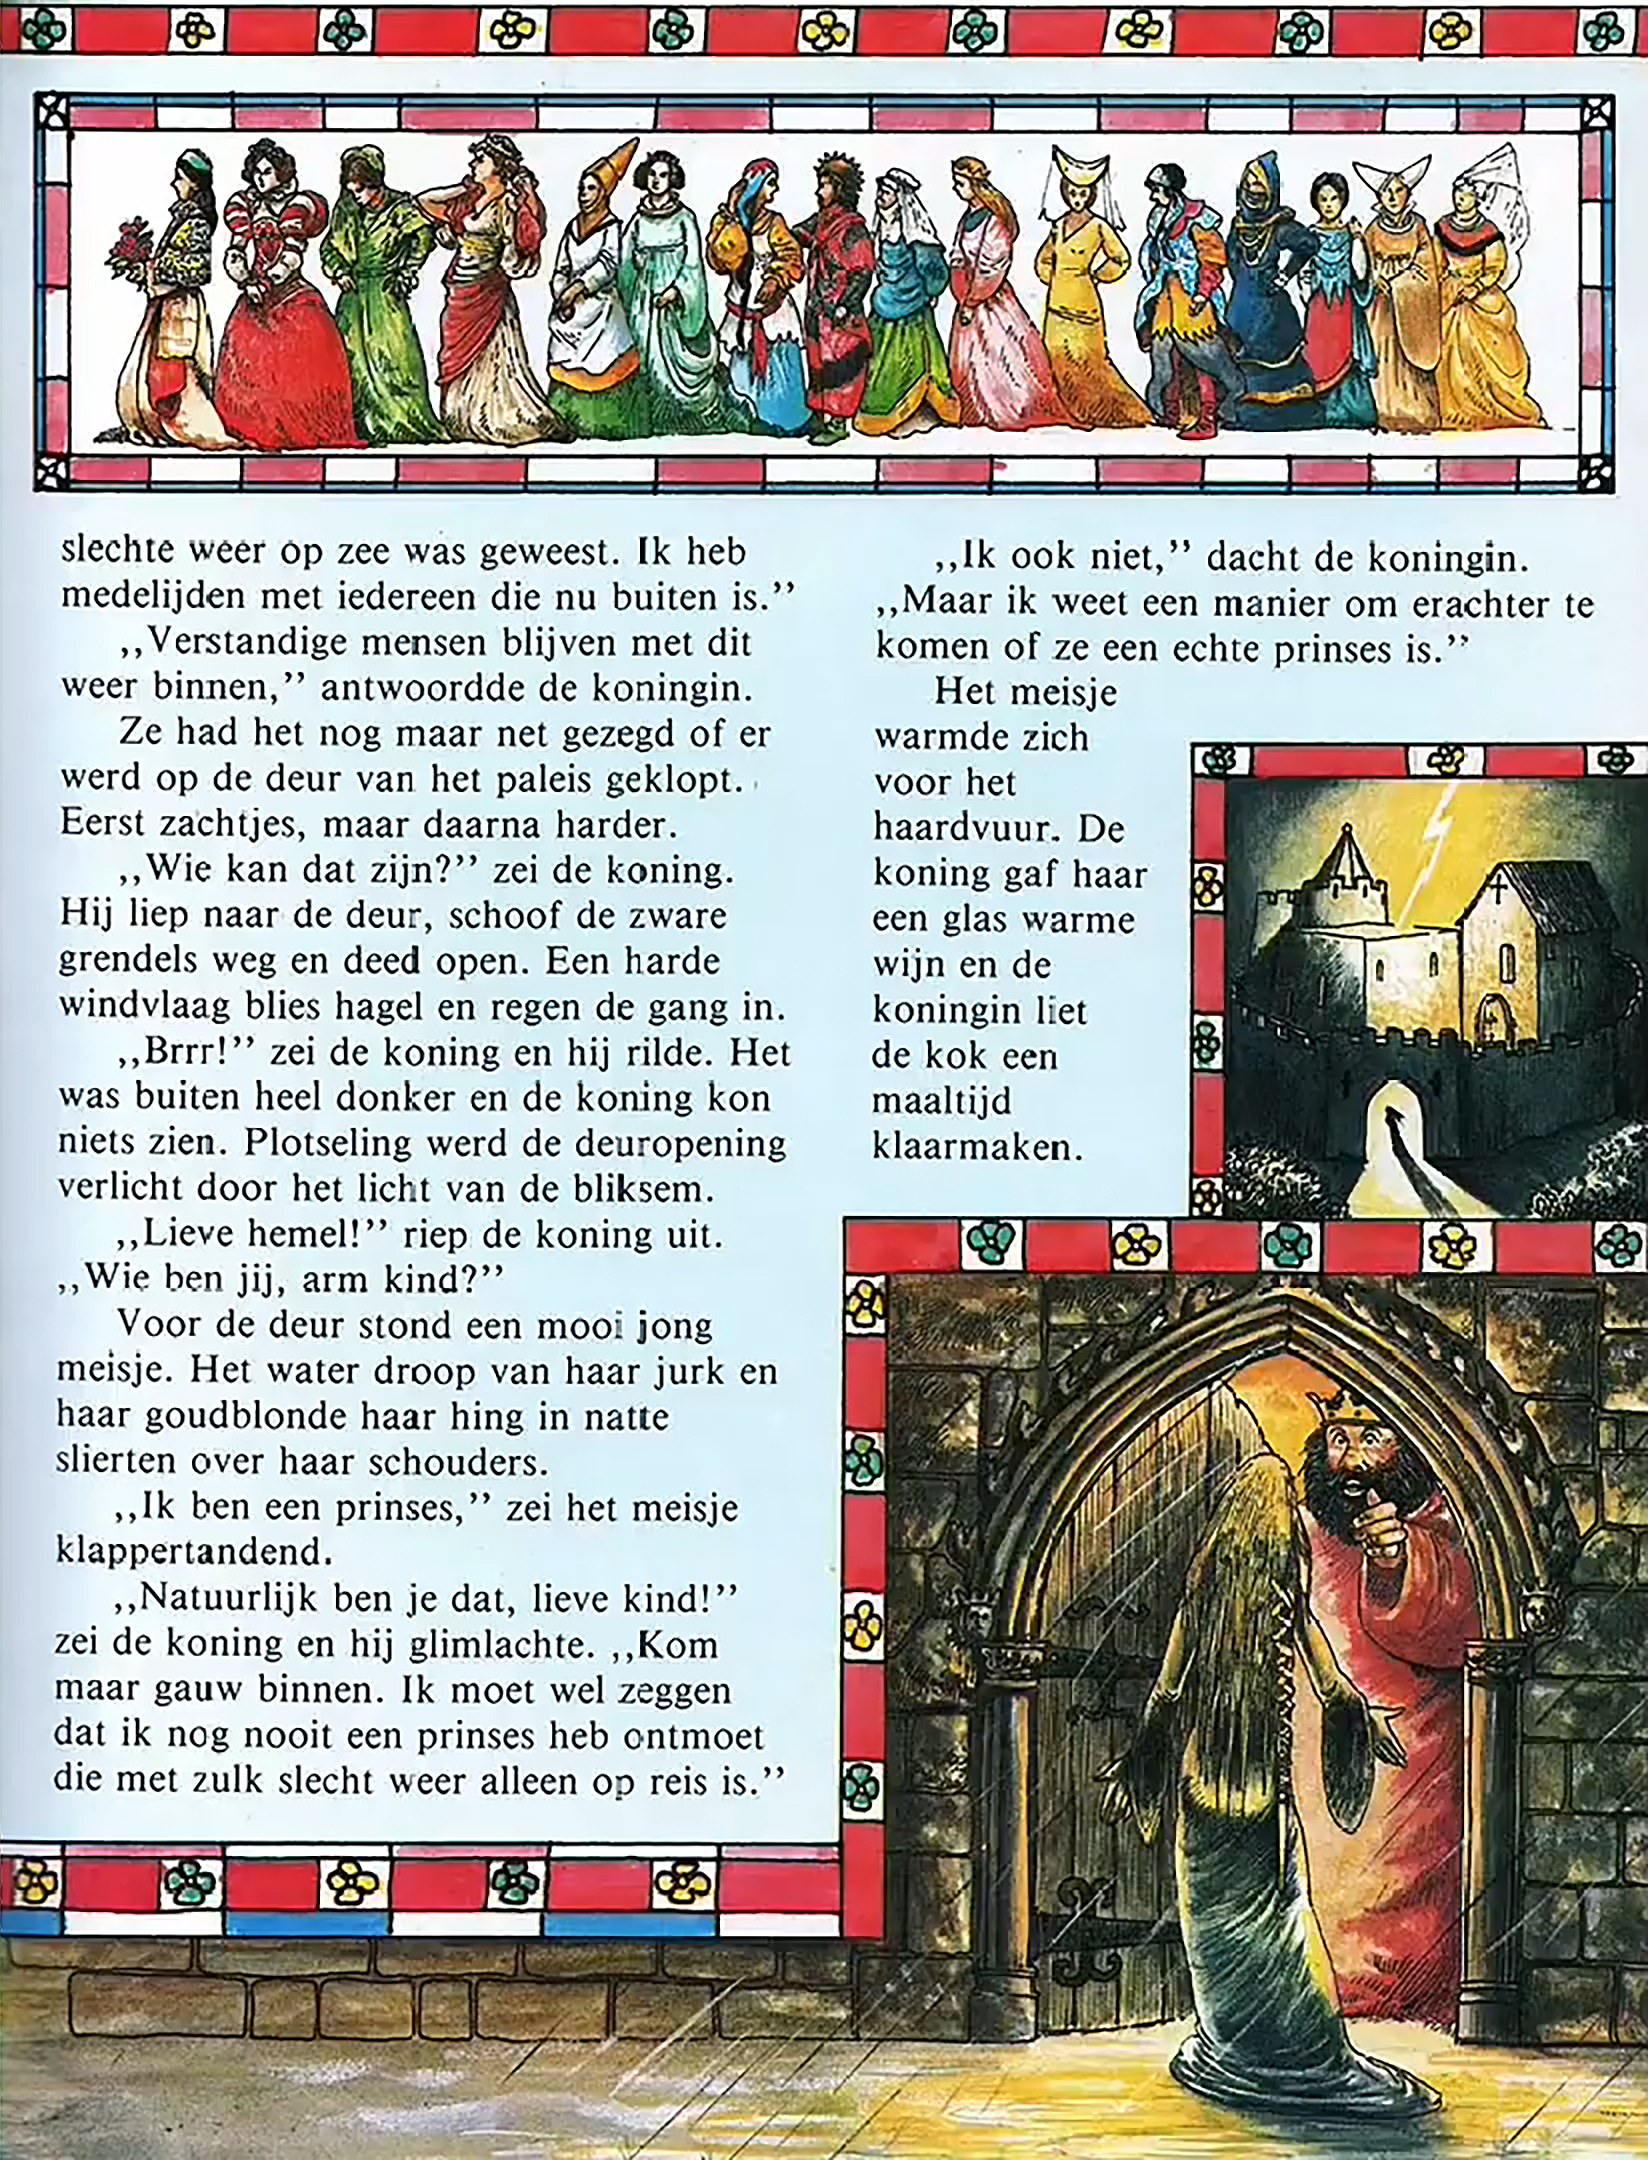 slechte weer op zee was geweest. Ik heb
medelijden met iedereen die nu buiten is.”
,,Verstandige mensen blijven met dit
weer binnen,” antwoordde de koningin.
Ze had het nog maar net gezegd of er
werd op de deur van het paleis geklopt.
Eerst zachtjes, maar daarna harder.
,,Wie kan dat zijn?” zei de koning.
Hij liep naar de deur, schoof de zware
grendels weg en deed open. Een harde
windvlaag blies hagel en regen de gang in.
,,Brrr!” zei de koning en hij rilde. Het
was buiten heel donker en de koning kon
niets zien. Plotseling werd de deuropening
verlicht door het licht van de bliksem.
,,Lieve hemel!” riep de koning uit.
,,Wie ben jij, arm kind?”
Voor de deur stond een mooi jong
meisje. Het water droop van haar jurk en
haar goudblonde haar hing in natte
slierten over haar schouders.
,,Ik ben een prinses,” zei het meisje
klappertandend.
,,Natuurlijk ben je dat, lieve kind!”
zei de koning en hij glimlachte. ,,Kom
maar gauw binnen. Ik moet wel zeggen
dat ik nog nooit een prinses heb ontmoet
die met zulk slecht weer alleen op reis is.”
,,Ik ook niet,” dacht de koningin.
,,Maar ik weet een manier om erachter te
komen of ze een echte prinses is.”
Het meisje
warmde zich
voor het
haardvuur. De
koning gaf haar
een glas warme
wijn en de
koningin liet
de kok een
maaltijd
klaarmaken.